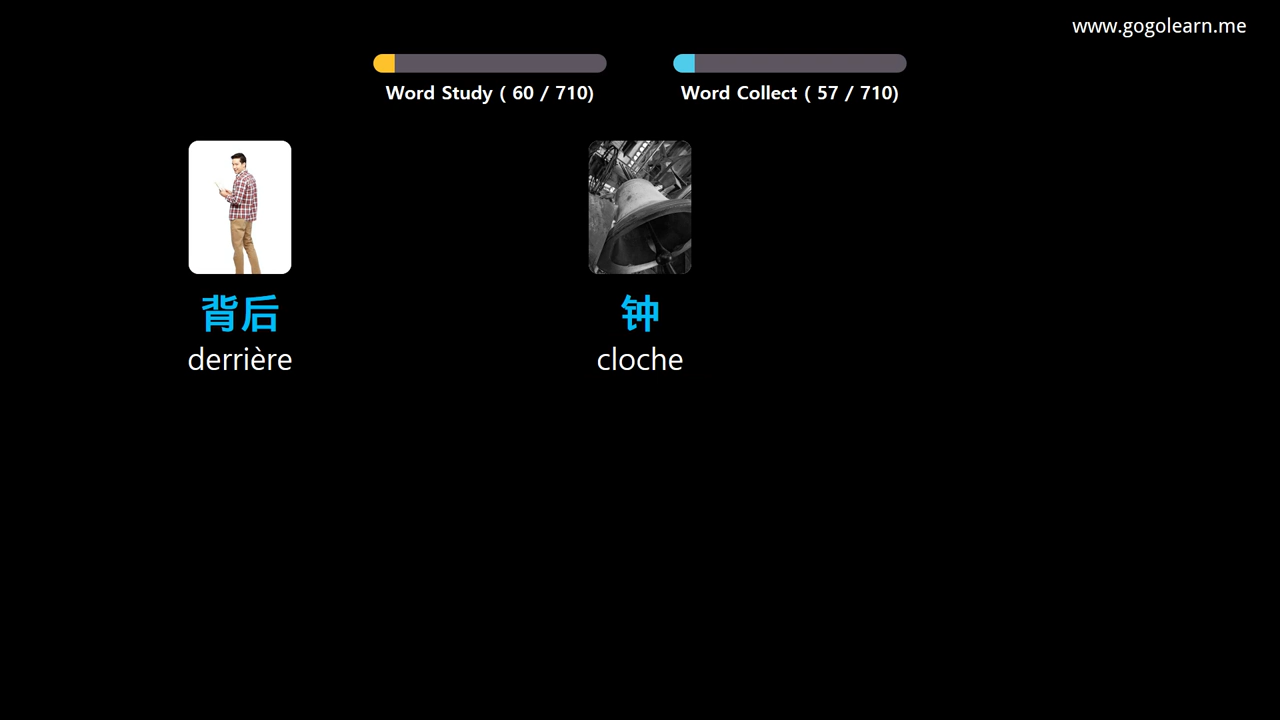 www.gogolearn.me
Word Study ( 60 / 710)
Word Collect ( 57 / 710)
背后
derrière
钟
cloche